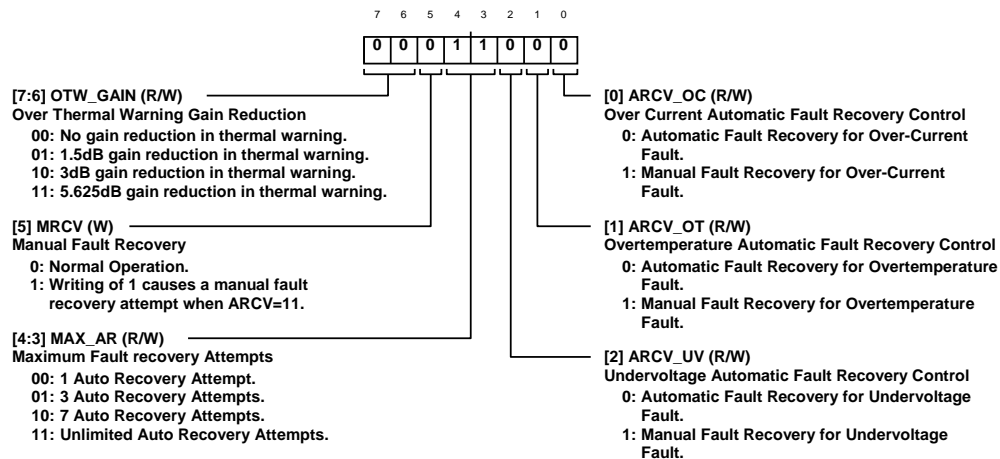 7 6 5 4 3 2 1 0
0 0 0 1 1 0 0 0
[7:6] OTW_GAIN (R/W)
Over Thermal Warning Gain Reduction
00: No gain reduction in thermal warning.
01: 1.5dB gain reduction in thermal warning.
10: 3dB gain reduction in thermal warning.
11: 5.625dB gain reduction in thermal warning.
[5] MRCV (W)
Manual Fault Recovery
0: Normal Operation.
1: Writing of 1 causes a manual fault
recovery attempt when ARCV=11.
[4:3] MAX_AR (R/W)
Maximum Fault recovery Attempts
00: 1 Auto Recovery Attempt.
01: 3 Auto Recovery Attempts.
10: 7 Auto Recovery Attempts.
11: Unlimited Auto Recovery Attempts.
[0] ARCV_OC (R/W)
Over Current Automatic Fault Recovery Control
0: Automatic Fault Recovery for Over-Current
Fault.
1: Manual Fault Recovery for Over-Current
Fault.
[1] ARCV_OT (R/W)
Overtemperature Automatic Fault Recovery Control
0: Automatic Fault Recovery for Overtemperature
Fault.
1: Manual Fault Recovery for Overtemperature
Fault.
[2] ARCV_UV (R/W)
Undervoltage Automatic Fault Recovery Control
0: Automatic Fault Recovery for Undervoltage
Fault.
1: Manual Fault Recovery for Undervoltage
Fault.